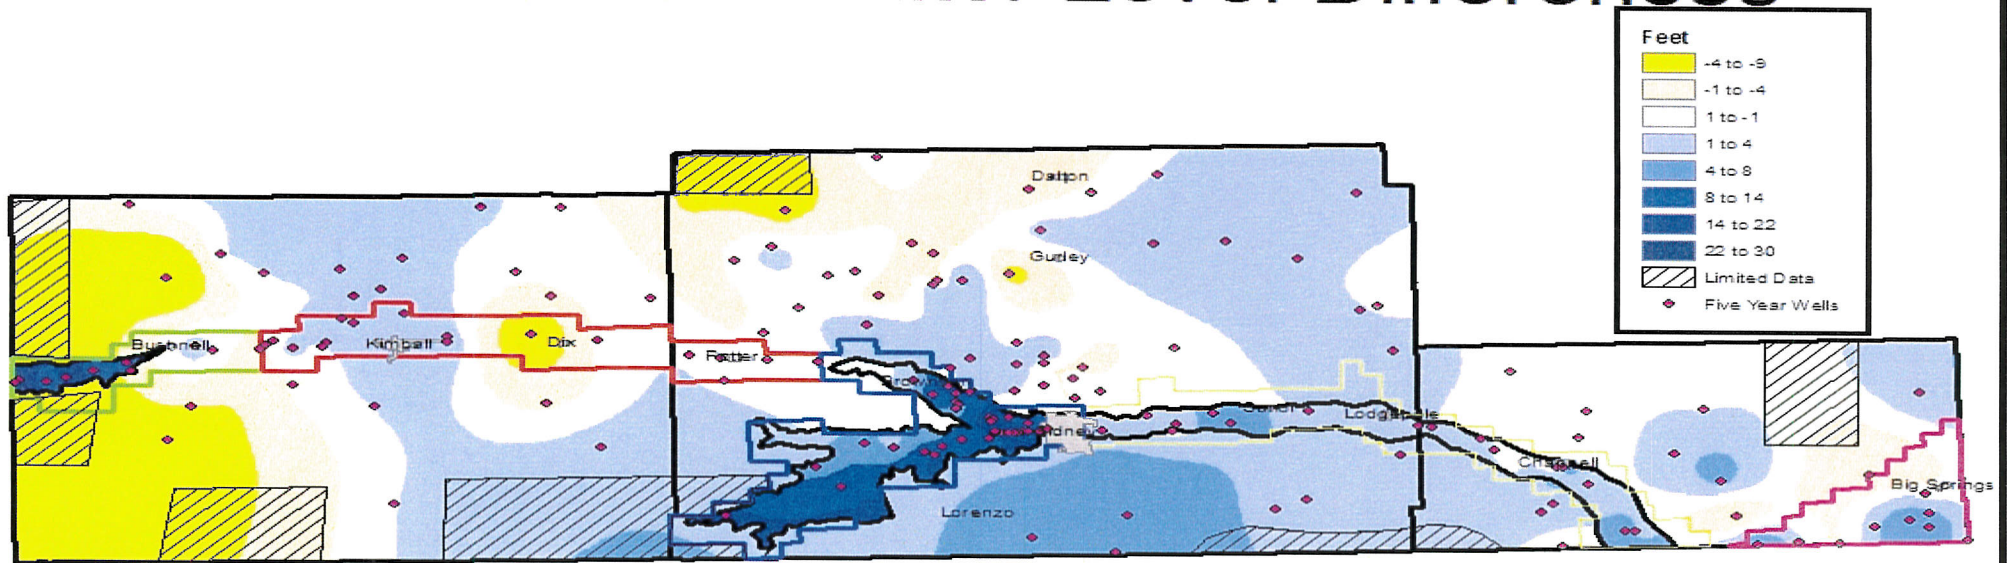 Level Differences
Feet
-4 to -9
-1 to -4
1 to -1
1 to 4
4 to 8
8 to 14
14 to 22
22 to 30
Limited Data
Five Year Wells
Dalton
Gurley
Bushnell
Kimball
Dix
Potter
Lodgepole
Sidney
Chappell
Big Springs
Lorenzo